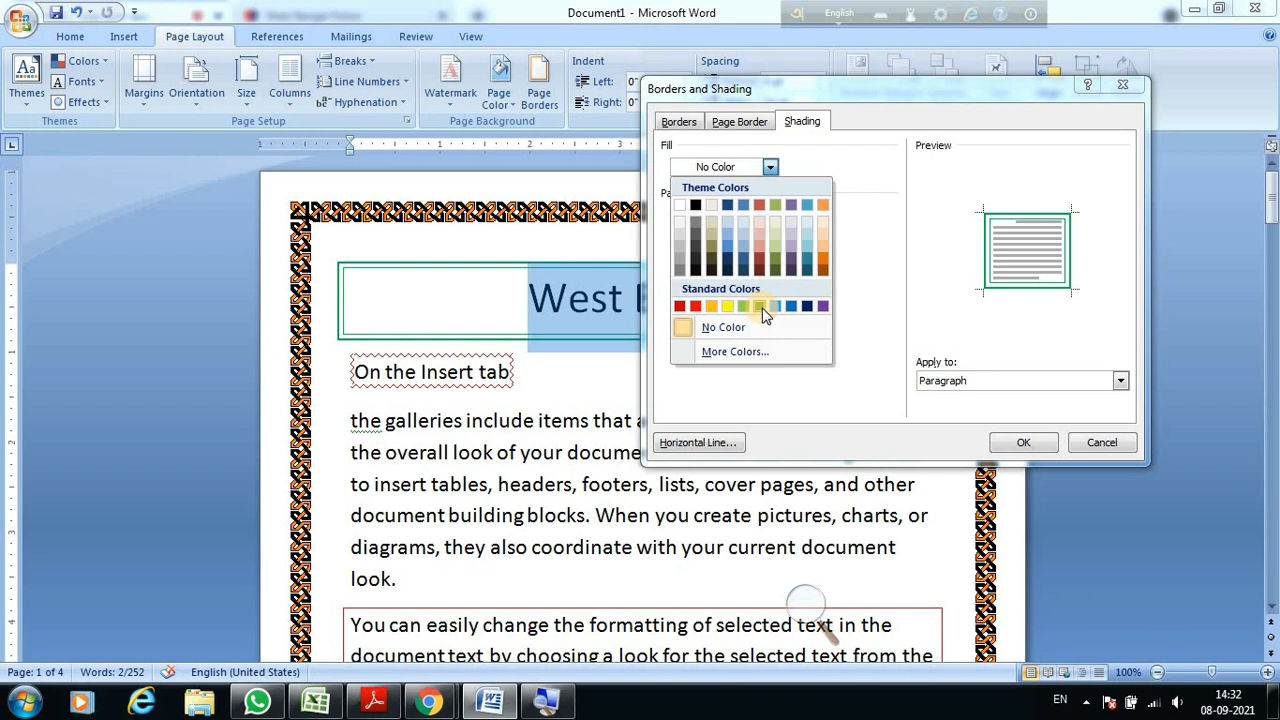 Document1 - Microsoft Word
English
Home Insert Page Layout References Mailings Review View
Themes
Colors
Fonts
Effects
Themes
Margins Orientation Size Columns
Breaks
Line Numbers
Hyphenation
Page Setup
Watermark Page Color Page Borders
Page Background
Left: 0"
Right: 0"
Spacing
Borders and Shading
Borders Page Border Shading
Fill
No Color
Theme Colors
Standard Colors
No Color
More Colors...
Preview
Apply to:
Paragraph
Horizontal Line...
OK
Cancel
West
On the Insert tab
the galleries include items that
the overall look of your docume
to insert tables, headers, footers, lists, cover pages, and other
document building blocks. When you create pictures, charts, or
diagrams, they also coordinate with your current document
look.
You can easily change the formatting of selected text in the
document text by choosing a look for the selected text from the
Page: 1 of 4 Words: 2/252 English (United States) 100%
EN
14:32
08-09-2021